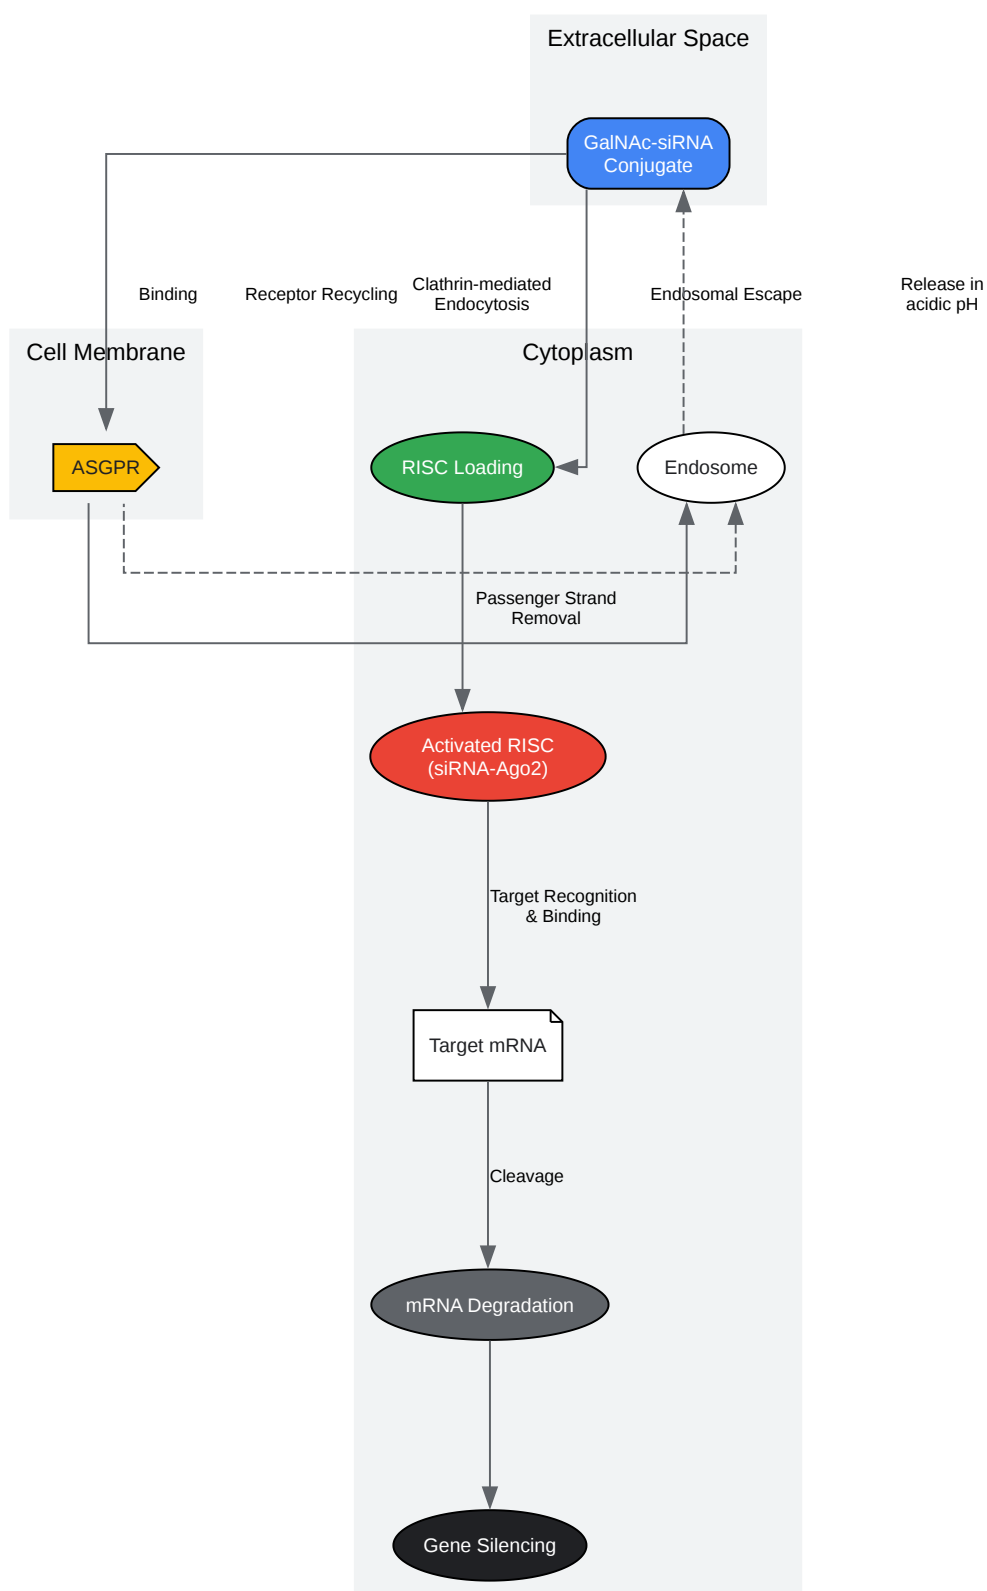 Extracellular Space
GalNAc-siRNA
Conjugate
Binding
Receptor Recycling
Clathrin-mediated
Endocytosis
Endosomal Escape
Release in
acidic pH
Cell Membrane
Cytoplasm
ASGPR
RISC Loading
Endosome
Passenger Strand
Removal
Activated RISC
(siRNA-Ago2)
Target Recognition
& Binding
Target mRNA
Cleavage
mRNA Degradation
Gene Silencing